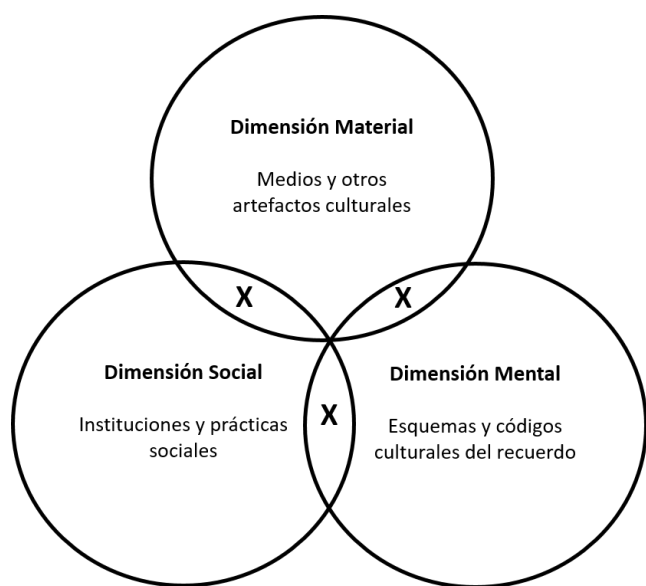 Dimensión Material
Medios y otros
artefactos culturales
X
X
Dimensión Social
Instituciones y prácticas
sociales
X
Dimensión Mental
Esquemas y códigos
culturales del recuerdo